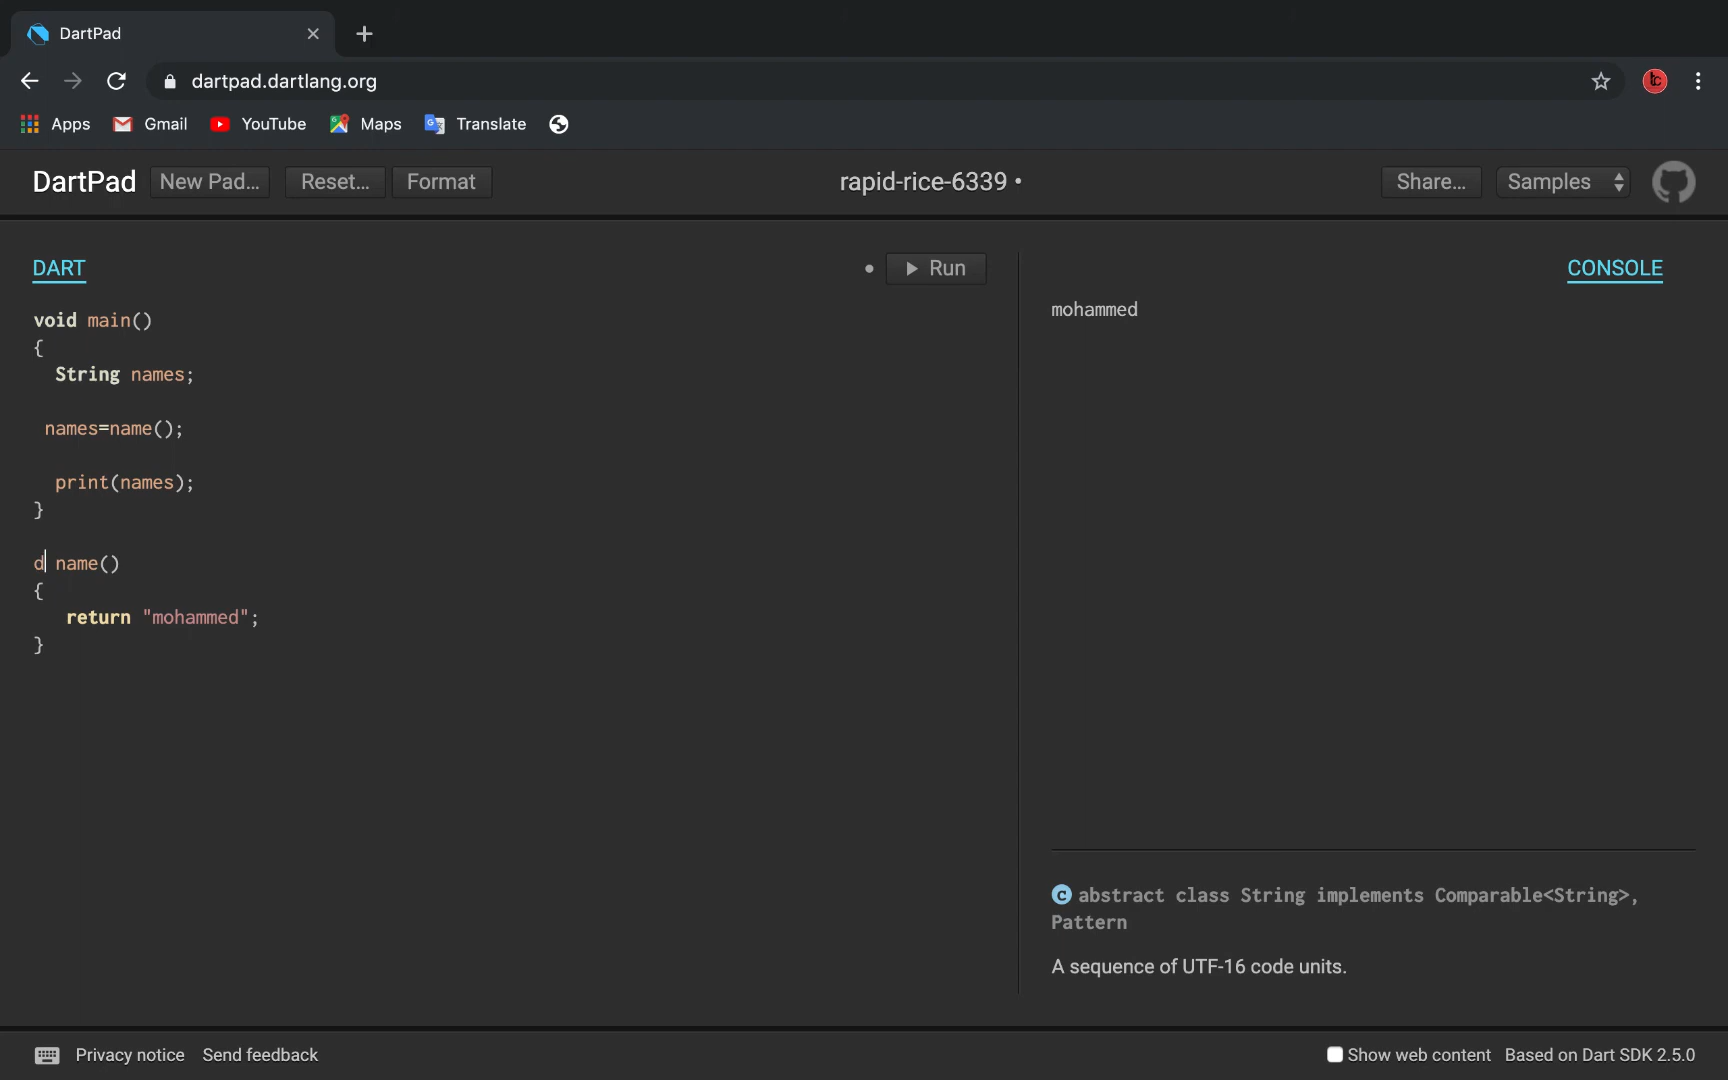 DartPad
dartpad.dartlang.org
Apps Gmail YouTube Maps Translate
DartPad New Pad... Reset... Format rapid-rice-6339 • Share... Samples
DART Run CONSOLE
void main()
{
String names;
names=name();
print(names);
}
d name()
{
return "mohammed";
}
mohammed
C abstract class String implements Comparable<String>,
Pattern
A sequence of UTF-16 code units.
Privacy notice Send feedback Show web content Based on Dart SDK 2.5.0